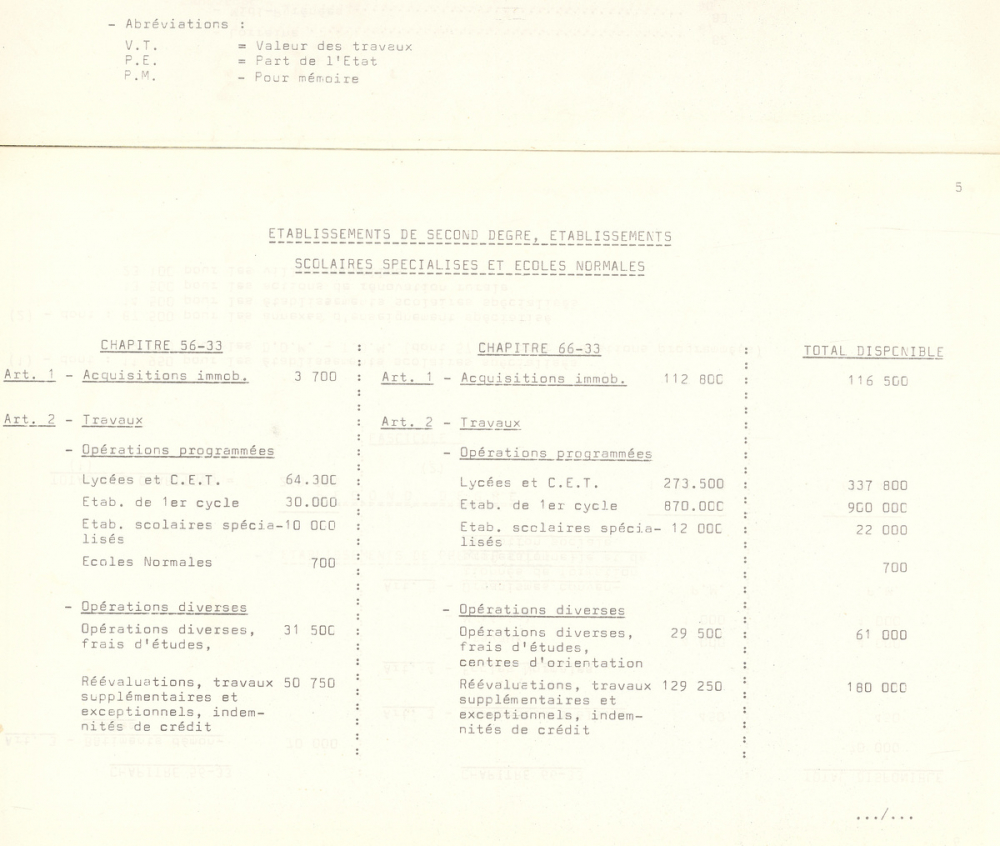 - Abréviations :
V.T. = Valeur des travaux
P.E. = Part de l'Etat
P.M. - Pour mémoire
5
ETABLISSEMENTS DE SECOND DEGRE, ETABLISSEMENTS
SCOLAIRES SPECIALISES ET ECOLES NORMALES
CHAPITRE 56-33 : CHAPITRE 66-33 : TOTAL DISPONIBLE
Art. 1 - Acquisitions immob. 3 700 : Art. 1 - Acquisitions immob. 112 800 : 116 500
Art. 2 - Travaux : Art. 2 - Travaux :
- Opérations programmées : - Opérations programmées :
Lycées et C.E.T. 64.300 : Lycées et C.E.T. 273.500 : 337 800
Etab. de 1er cycle 30.000 : Etab. de 1er cycle 870.000 : 900 000
Etab. scolaires spécia-10 000 : Etab. scolaires spécia- 12 000 : 22 000
lisés : lisés :
Ecoles Normales 700 : 700
- Opérations diverses : - Opérations diverses :
Opérations diverses, 31 500 : Opérations diverses, 29 500 : 61 000
frais d'études, : frais d'études, :
centres d'orientation
Réévaluations, travaux 50 750 : Réévaluations, travaux 129 250 : 180 000
supplémentaires et : supplémentaires et :
exceptionnels, indem- : exceptionnels, indem- :
nités de crédit : nités de crédit :
.../...